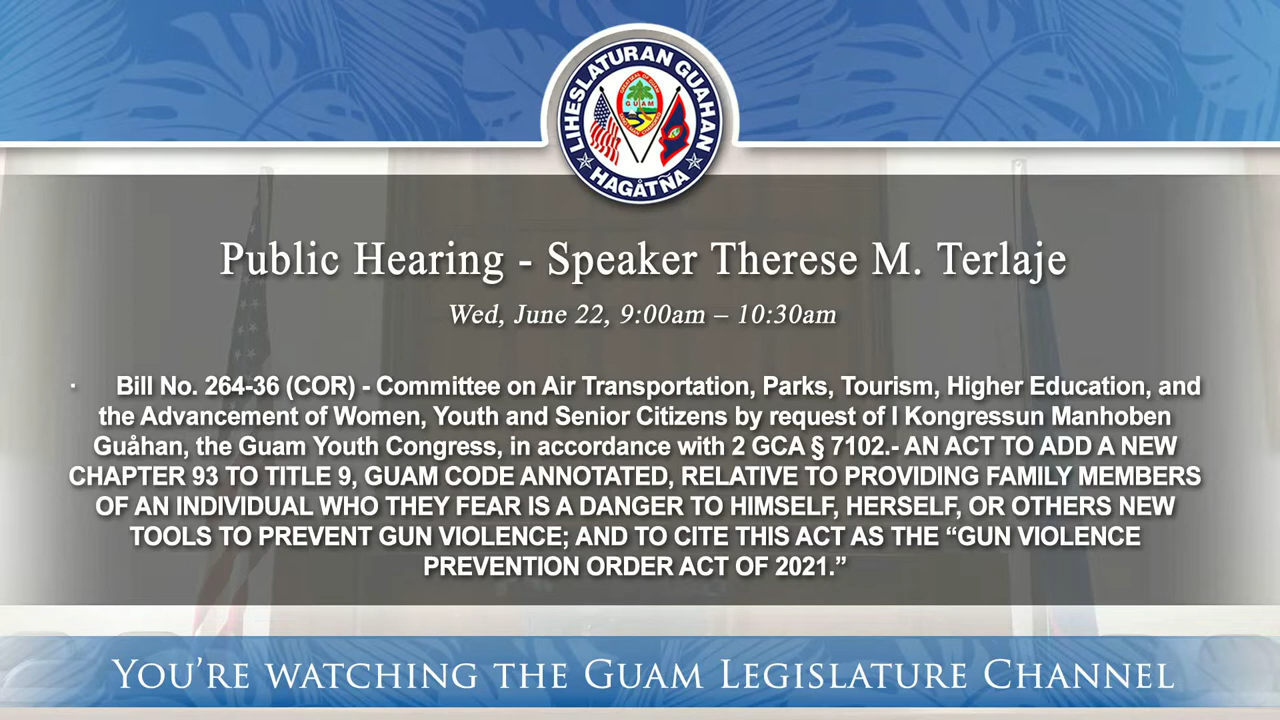 LIHESLATURAN GUAHAN
GUAM
HAGÅTÑA
Public Hearing - Speaker Therese M. Terlaje
Wed, June 22, 9:00am – 10:30am
· Bill No. 264-36 (COR) - Committee on Air Transportation, Parks, Tourism, Higher Education, and
the Advancement of Women, Youth and Senior Citizens by request of I Kongressun Manhoben
Guåhan, the Guam Youth Congress, in accordance with 2 GCA § 7102.- AN ACT TO ADD A NEW
CHAPTER 93 TO TITLE 9, GUAM CODE ANNOTATED, RELATIVE TO PROVIDING FAMILY MEMBERS
OF AN INDIVIDUAL WHO THEY FEAR IS A DANGER TO HIMSELF, HERSELF, OR OTHERS NEW
TOOLS TO PREVENT GUN VIOLENCE; AND TO CITE THIS ACT AS THE “GUN VIOLENCE
PREVENTION ORDER ACT OF 2021.”
YOU’RE WATCHING THE GUAM LEGISLATURE CHANNEL